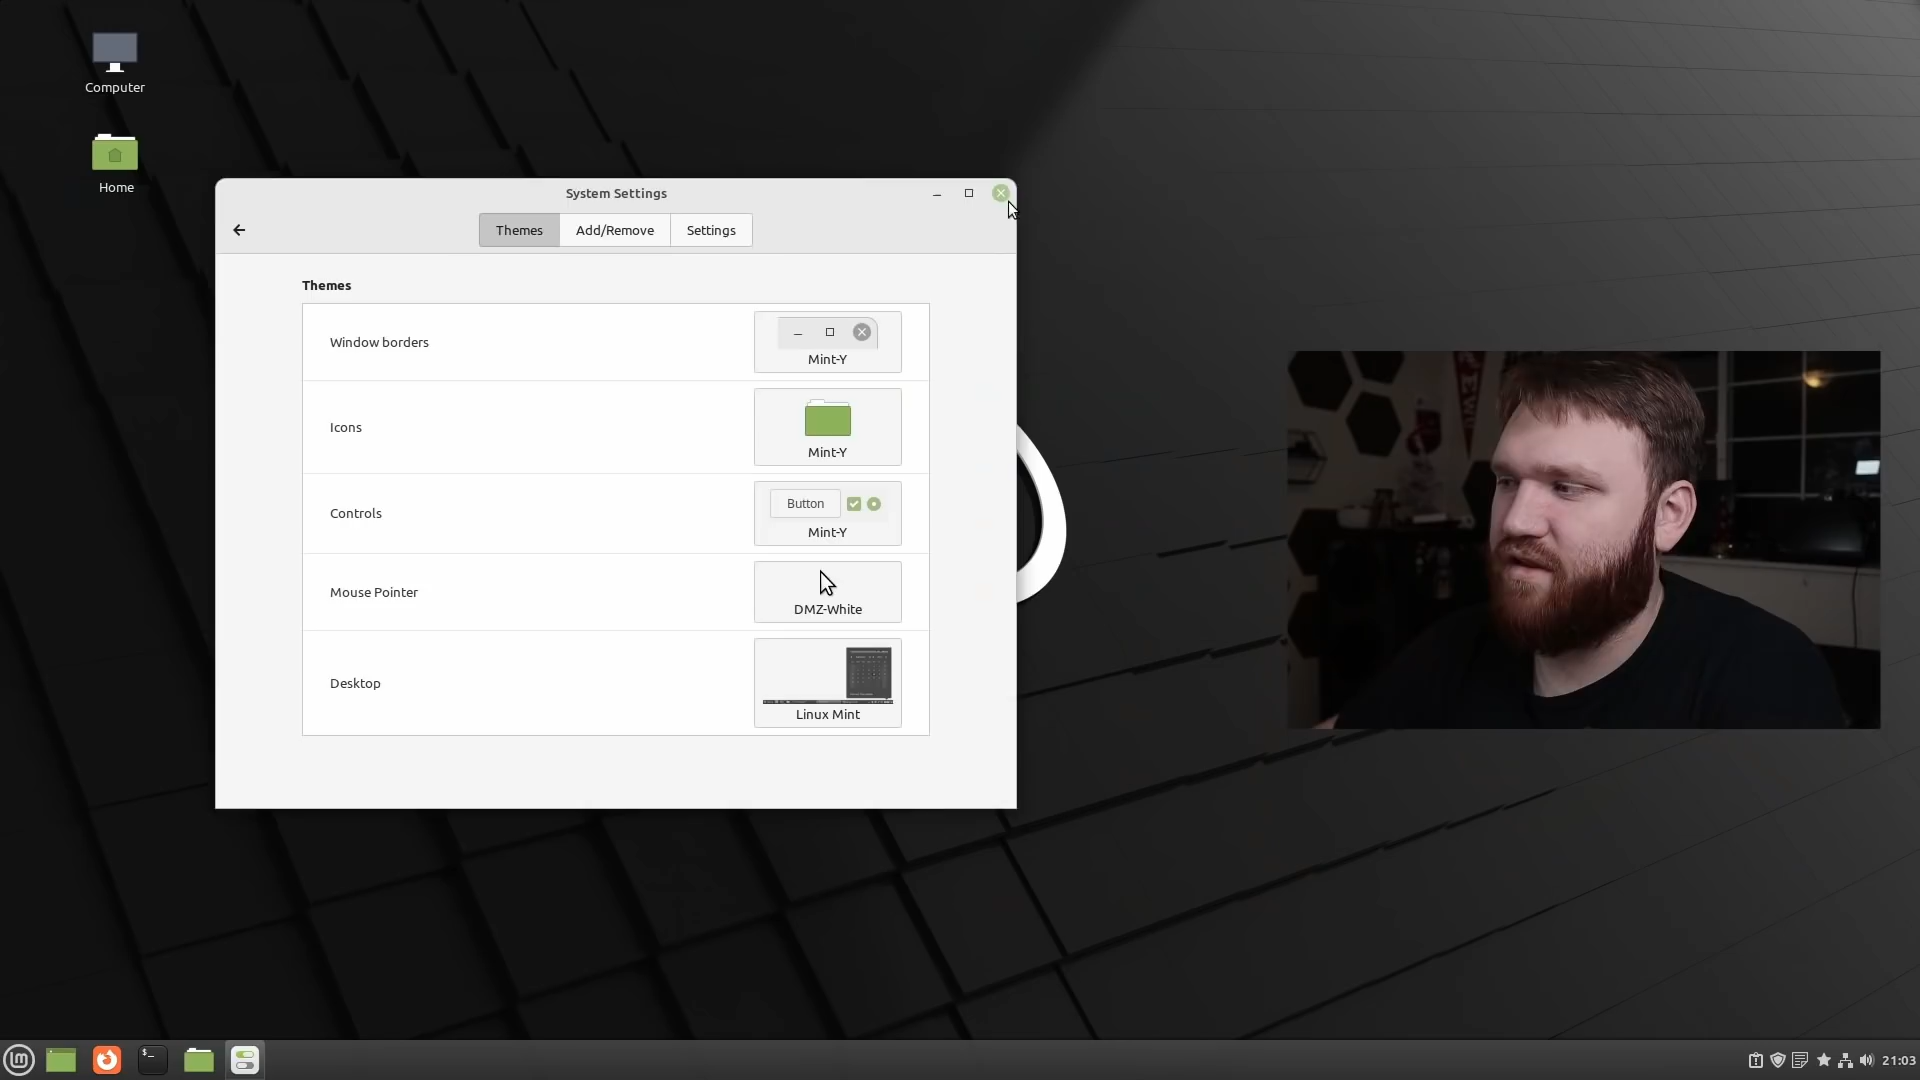 Computer
Home
System Settings
Themes
Add/Remove
Settings
Themes
Window borders
Mint-Y
Icons
Mint-Y
Controls
Button
Mint-Y
Mouse Pointer
DMZ-White
Desktop
Linux Mint
lm
$_
21:03